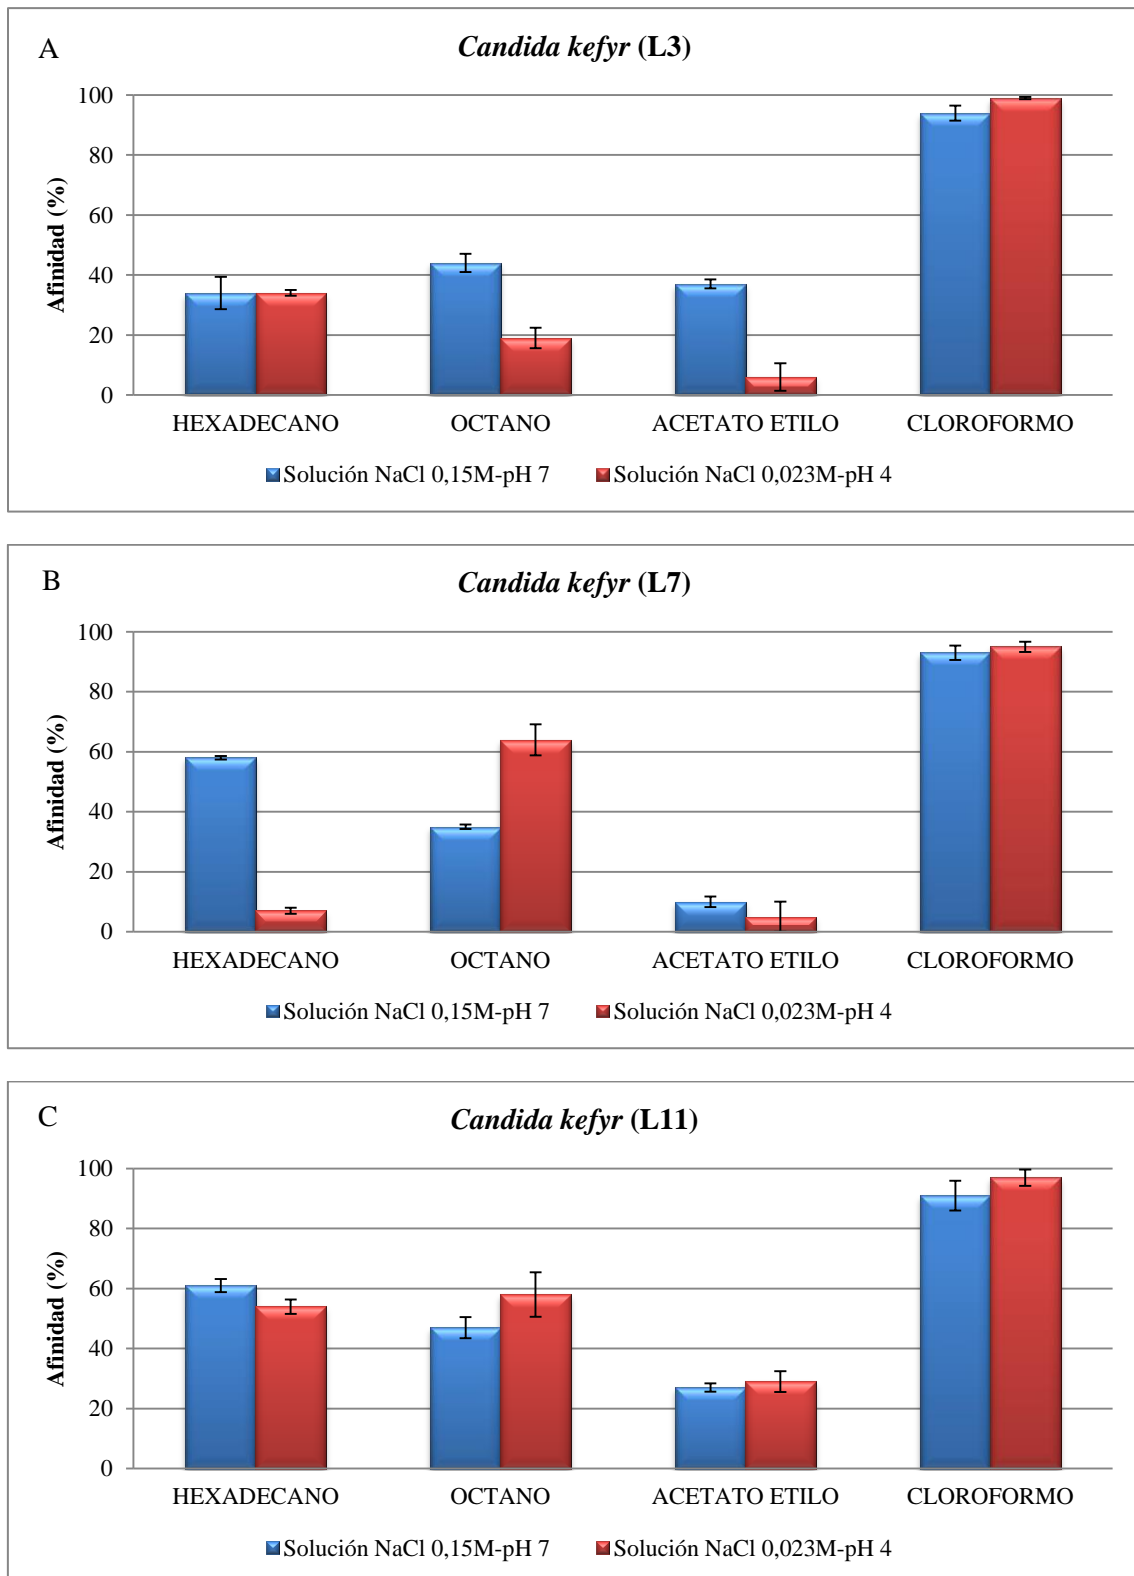 A
Candida kefyr (L3)
Afinidad (%)
100
80
60
40
20
0
HEXADECANO OCTANO ACETATO ETILO CLOROFORMO
Solución NaCl 0,15M-pH 7 Solución NaCl 0,023M-pH 4
B
Candida kefyr (L7)
Afinidad (%)
100
80
60
40
20
0
HEXADECANO OCTANO ACETATO ETILO CLOROFORMO
Solución NaCl 0,15M-pH 7 Solución NaCl 0,023M-pH 4
C
Candida kefyr (L11)
Afinidad (%)
100
80
60
40
20
0
HEXADECANO OCTANO ACETATO ETILO CLOROFORMO
Solución NaCl 0,15M-pH 7 Solución NaCl 0,023M-pH 4